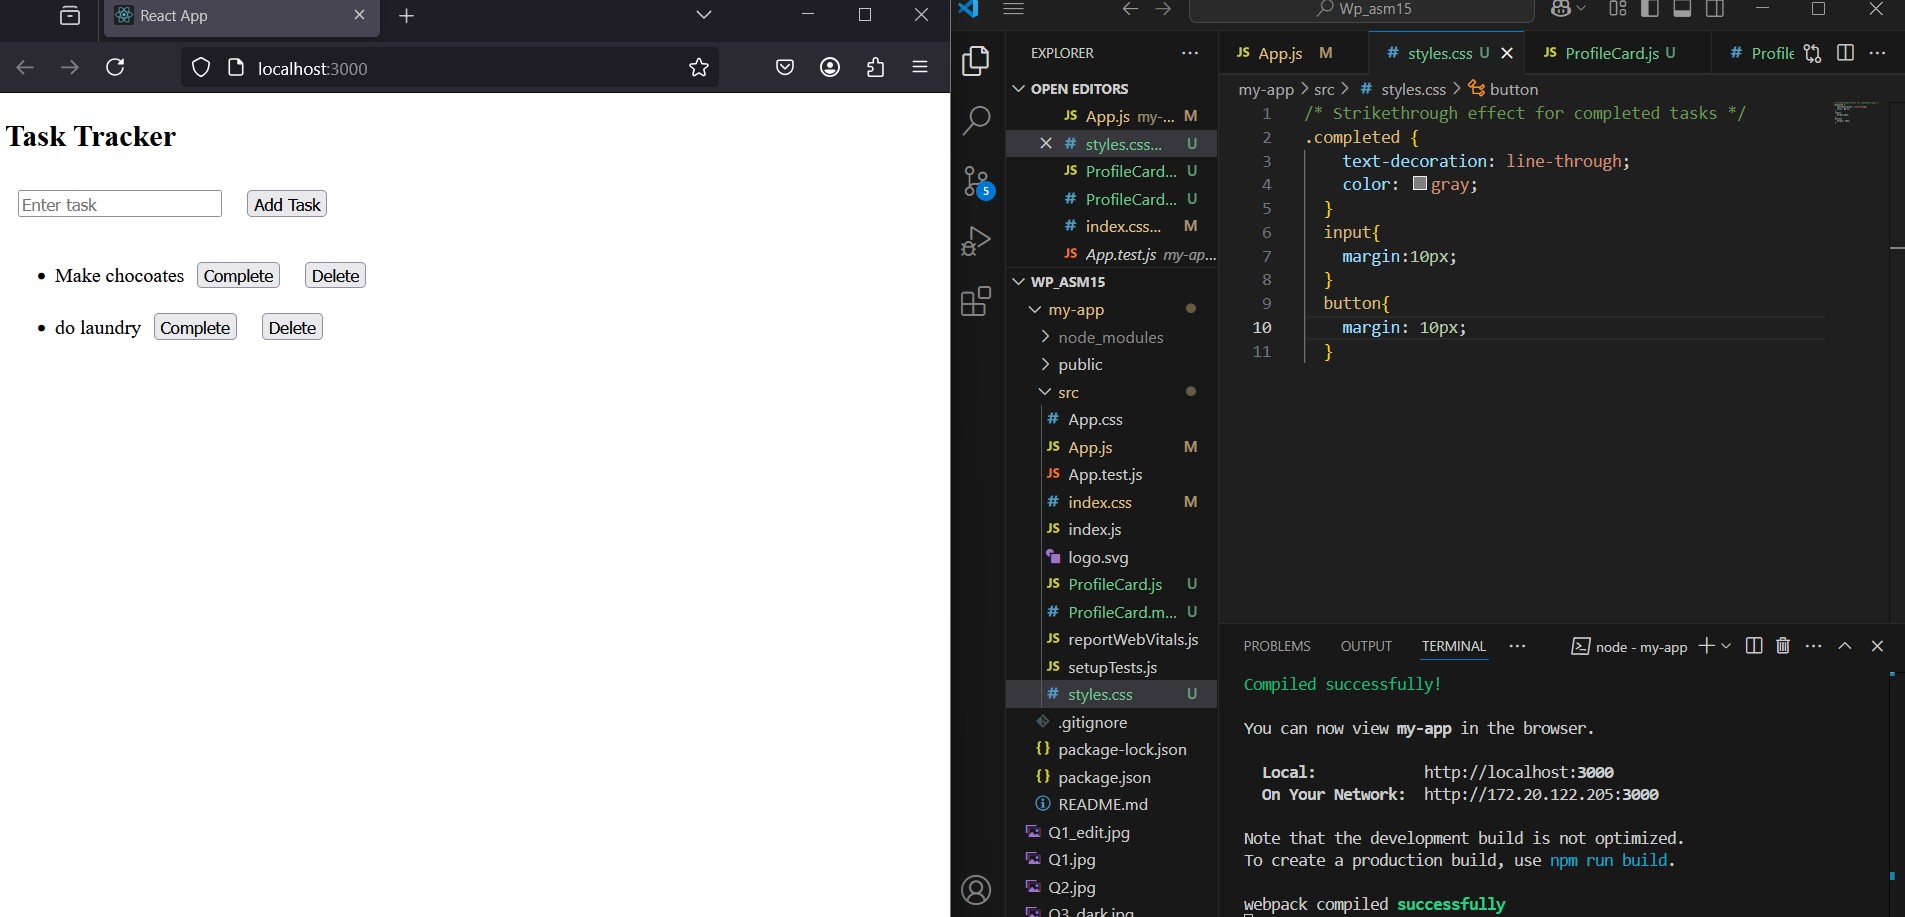 React App
localhost:3000
Task Tracker
Enter task
Add Task
Make chocoates
Complete
Delete
do laundry
Complete
Delete
Wp_asm15
EXPLORER
OPEN EDITORS
JS App.js my-... M
# styles.css... U
JS ProfileCard... U
# ProfileCard... U
# index.css... M
JS App.test.js my-ap...
WP_ASM15
my-app
node_modules
public
src
# App.css
JS App.js M
JS App.test.js
# index.css M
JS index.js
logo.svg
JS ProfileCard.js U
# ProfileCard.m... U
JS reportWebVitals.js
JS setupTests.js
# styles.css U
.gitignore
{} package-lock.json
{} package.json
README.md
Q1_edit.jpg
Q1.jpg
Q2.jpg
Q3_dark.jpg
5
JS App.js M
# styles.css U
JS ProfileCard.js U
# Profile
my-app > src > # styles.css > button
1 /* Strikethrough effect for completed tasks */
2 .completed {
3 text-decoration: line-through;
4 color: gray;
5 }
6 input{
7 margin:10px;
8 }
9 button{
10 margin: 10px;
11 }
PROBLEMS OUTPUT TERMINAL ... node - my-app
Compiled successfully!
You can now view my-app in the browser.
Local: http://localhost:3000
On Your Network: http://172.20.122.205:3000
Note that the development build is not optimized.
To create a production build, use npm run build.
webpack compiled successfully